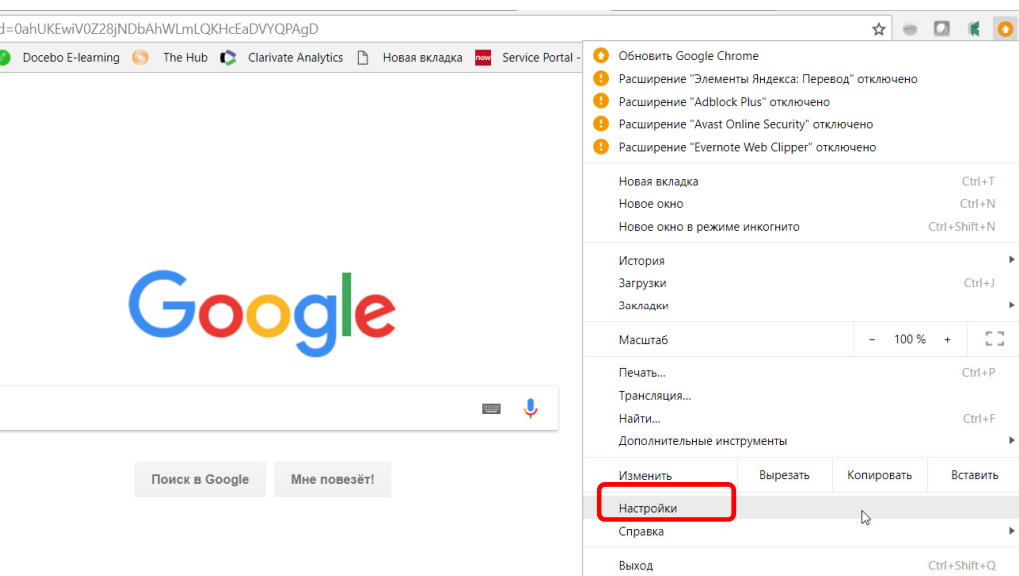 d=0ahUKEwiV0Z28jNDbAhWLmLQKHcEaDVYQPAgD
Docebo E-learning The Hub Clarivate Analytics Новая вкладка now Service Portal -
Обновить Google Chrome
Расширение "Элементы Яндекса: Перевод" отключено
Расширение "Adblock Plus" отключено
Расширение "Avast Online Security" отключено
Расширение "Evernote Web Clipper" отключено
Новая вкладка Ctrl+T
Новое окно Ctrl+N
Новое окно в режиме инкогнито Ctrl+Shift+N
История
Загрузки Ctrl+J
Закладки
Масштаб - 100 % +
Печать... Ctrl+P
Трансляция...
Найти... Ctrl+F
Дополнительные инструменты
Изменить Вырезать Копировать Вставить
Настройки
Справка
Выход Ctrl+Shift+Q
Google
Поиск в Google Мне повезёт!